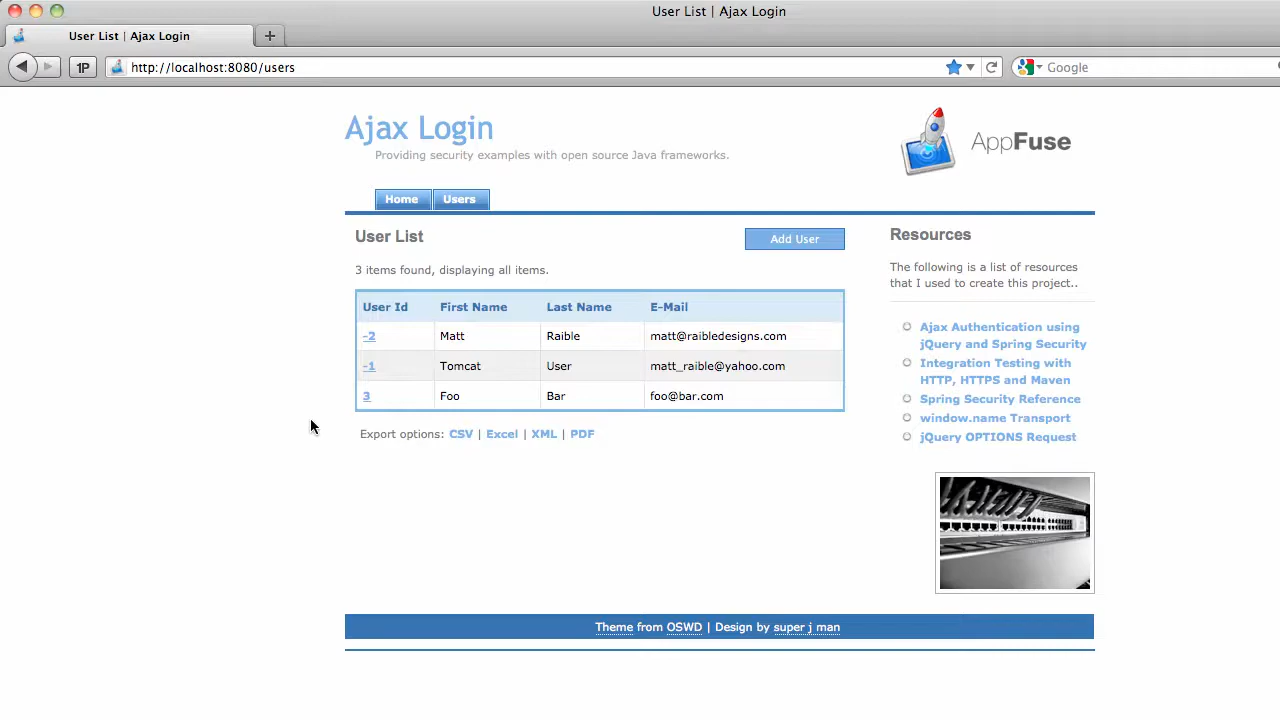 User List | Ajax Login
User List | Ajax Login
1P
http://localhost:8080/users
Google
Ajax Login
Providing security examples with open source Java frameworks.
AppFuse
Home
Users
User List
Add User
3 items found, displaying all items.
User Id First Name Last Name E-Mail
-2 Matt Raible matt@raibledesigns.com
-1 Tomcat User matt_raible@yahoo.com
3 Foo Bar foo@bar.com
Export options: CSV | Excel | XML | PDF
Resources
The following is a list of resources
that I used to create this project..
Ajax Authentication using
jQuery and Spring Security
Integration Testing with
HTTP, HTTPS and Maven
Spring Security Reference
window.name Transport
jQuery OPTIONS Request
Theme from OSWD | Design by super j man